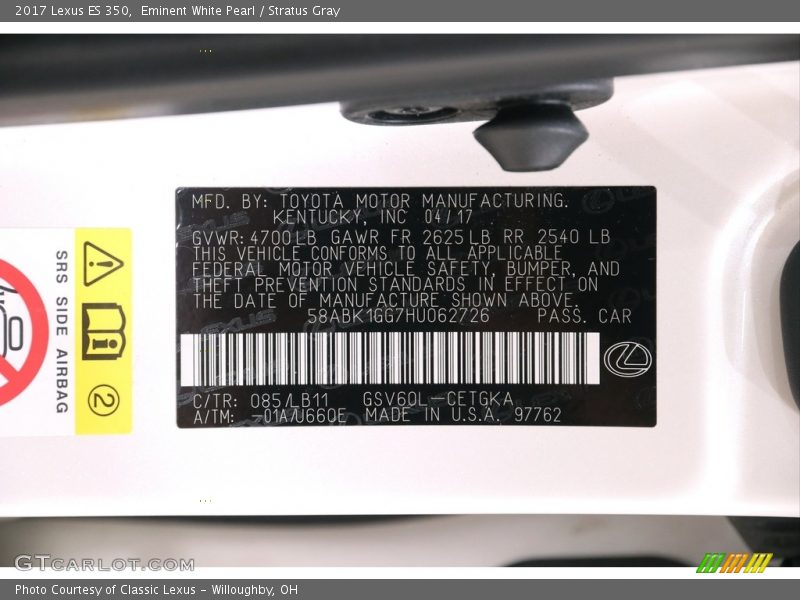 2017 Lexus ES 350, Eminent White Pearl / Stratus Gray
MFD. BY: TOYOTA MOTOR MANUFACTURING.
KENTUCKY, INC 04/17
GVWR: 4700LB GAWR FR 2625LB RR 2540 LB
THIS VEHICLE CONFORMS TO ALL APPLICABLE
FEDERAL MOTOR VEHICLE SAFETY, BUMPER, AND
THEFT PREVENTION STANDARDS IN EFFECT ON
THE DATE OF MANUFACTURE SHOWN ABOVE.
58ABK1GG7HU062726 PASS. CAR
C/TR: 085/LB11 GSV60L-CETGKA
A/TM: -01A/U660E MADE IN U.S.A. 97762
SRS SIDE AIRBAG
2
GTCARLOT.COM
Photo Courtesy of Classic Lexus - Willoughby, OH